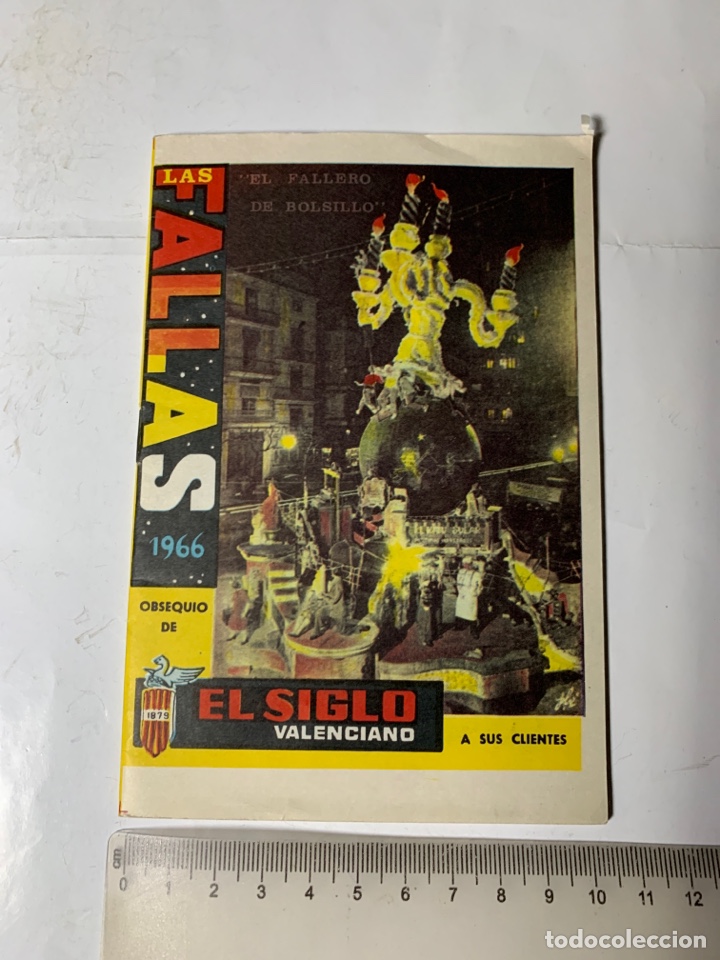 LAS
FALLAS
1966
"EL FALLERO
DE BOLSILLO"
OBSEQUIO
DE
1879
EL SIGLO
VALENCIANO
A SUS CLIENTES
cm
0 1 2 3 4 5 6 7 8 9 10 11 12
todocoleccion